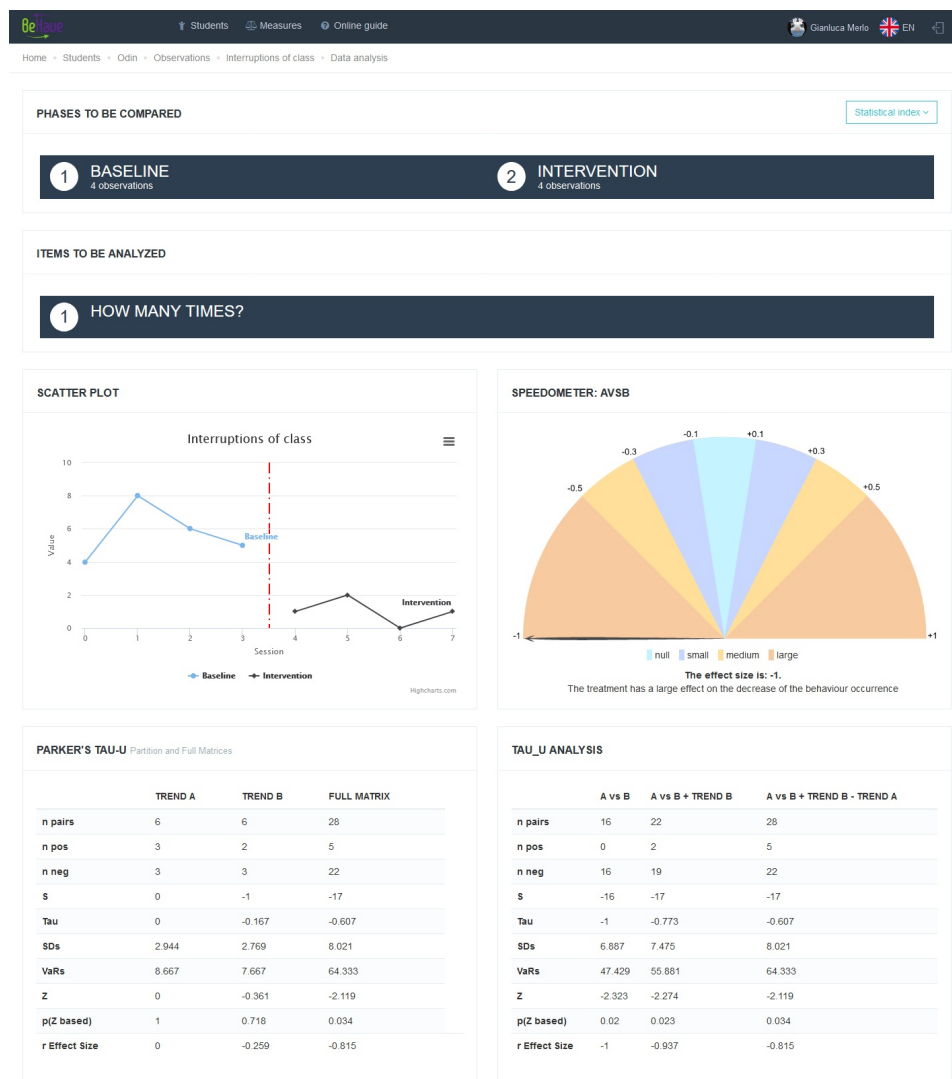 BeHave Students Measures Online guide Gianluca Merlo EN
Home Students Odin Observations Interruptions of class Data analysis
PHASES TO BE COMPARED Statistical index
1 BASELINE 2 INTERVENTION
4 observations 4 observations
ITEMS TO BE ANALYZED
1 HOW MANY TIMES?
SCATTER PLOT
Interruptions of class
10
8
6
4
2
0
Value
Baseline
Intervention
0 1 2 3 4 5 6 7
Session
Baseline Intervention
Highcharts.com
SPEEDOMETER: AVSB
-0.1 +0.1
-0.3 +0.3
-0.5 +0.5
-1 +1
null small medium large
The effect size is: -1.
The treatment has a large effect on the decrease of the behaviour occurrence
PARKER'S TAU-U Partition and Full Matrices
TREND A TREND B FULL MATRIX
n pairs 6 6 28
n pos 3 2 5
n neg 3 3 22
S 0 -1 -17
Tau 0 -0.167 -0.607
SDs 2.944 2.769 8.021
VaRs 8.667 7.667 64.333
Z 0 -0.361 -2.119
p(Z based) 1 0.718 0.034
r Effect Size 0 -0.259 -0.815
TAU_U ANALYSIS
A vs B A vs B + TREND B A vs B + TREND B - TREND A
n pairs 16 22 28
n pos 0 2 5
n neg 16 19 22
S -16 -17 -17
Tau -1 -0.773 -0.607
SDs 6.887 7.475 8.021
VaRs 47.429 55.881 64.333
Z -2.323 -2.274 -2.119
p(Z based) 0.02 0.023 0.034
r Effect Size -1 -0.937 -0.815